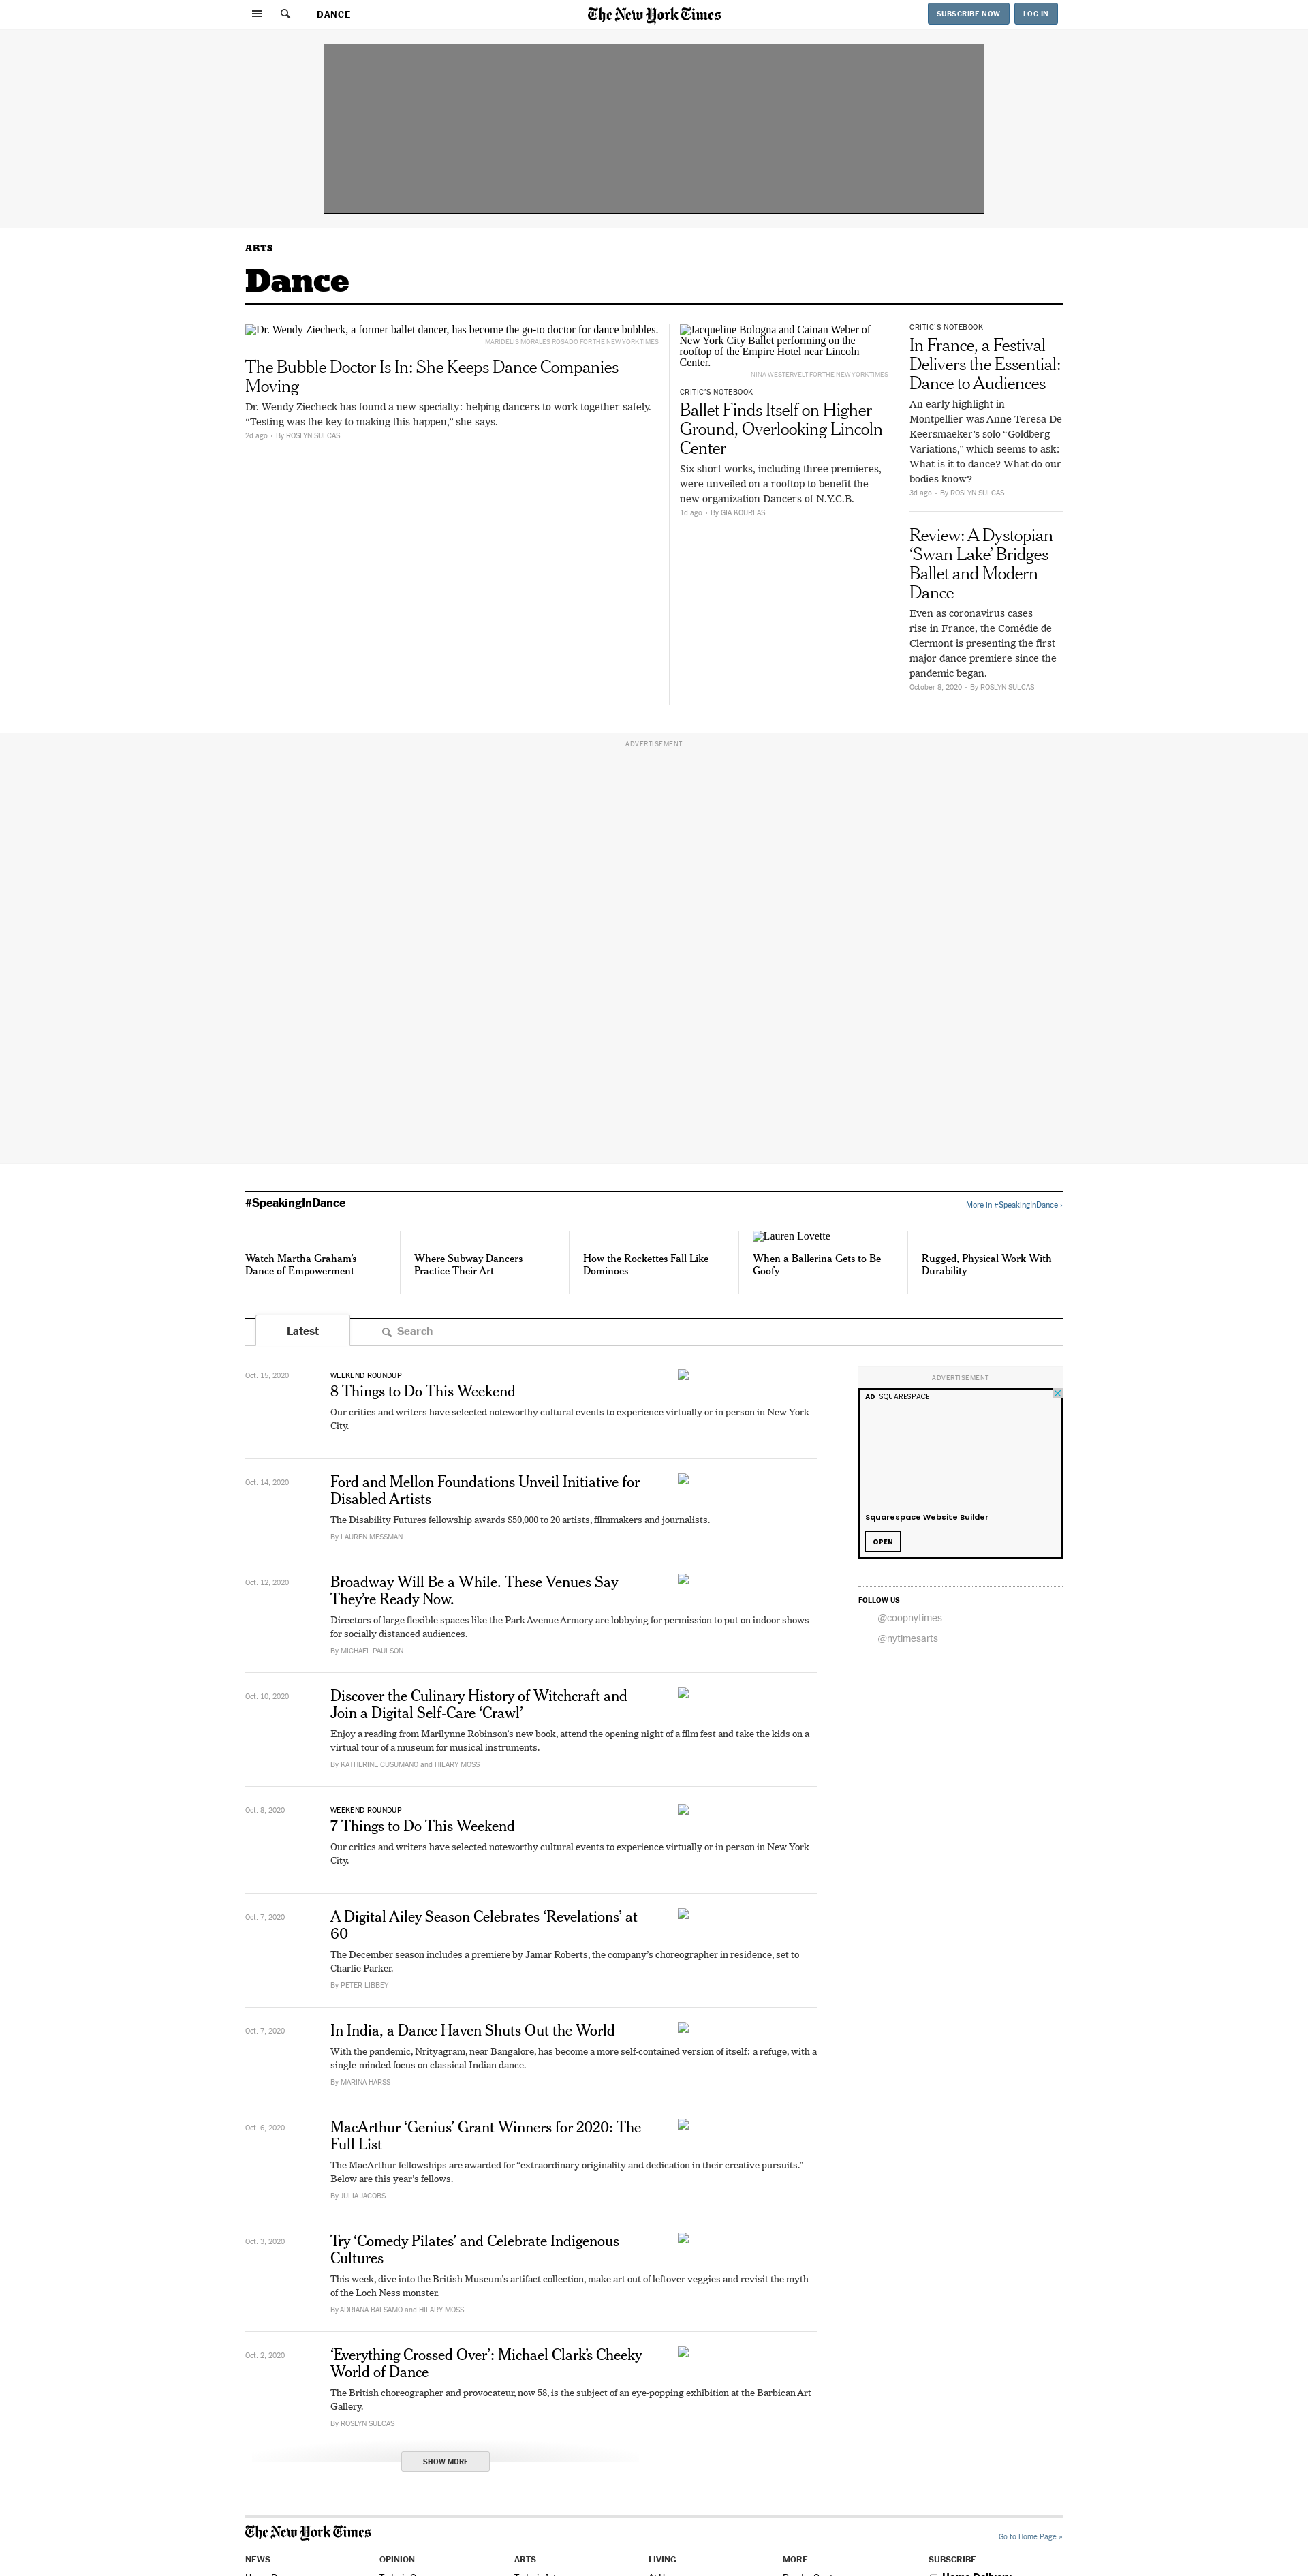 DANCE
The New York Times
SUBSCRIBE NOW
LOG IN
ARTS
Dance
Dr. Wendy Ziecheck, a former ballet dancer, has become the go-to doctor for dance bubbles.
MARIDELIS MORALES ROSADO FOR THE NEW YORK TIMES
The Bubble Doctor Is In: She Keeps Dance Companies
Moving
Dr. Wendy Ziecheck has found a new specialty: helping dancers to work together safely.
“Testing was the key to making this happen,” she says.
2d ago - By ROSLYN SULCAS
Jacqueline Bologna and Cainan Weber of
New York City Ballet performing on the
rooftop of the Empire Hotel near Lincoln
Center.
NINA WESTERVELT FOR THE NEW YORK TIMES
CRITIC’S NOTEBOOK
Ballet Finds Itself on Higher
Ground, Overlooking Lincoln
Center
Six short works, including three premieres,
were unveiled on a rooftop to benefit the
new organization Dancers of N.Y.C.B.
1d ago - By GIA KOURLAS
CRITIC’S NOTEBOOK
In France, a Festival
Delivers the Essential:
Dance to Audiences
An early highlight in
Montpellier was Anne Teresa De
Keersmaeker’s solo “Goldberg
Variations,” which seems to ask:
What is it to dance? What do our
bodies know?
3d ago - By ROSLYN SULCAS
Review: A Dystopian
‘Swan Lake’ Bridges
Ballet and Modern
Dance
Even as coronavirus cases
rise in France, the Comédie de
Clermont is presenting the first
major dance premiere since the
pandemic began.
October 8, 2020 - By ROSLYN SULCAS
ADVERTISEMENT
#SpeakingInDance
More in #SpeakingInDance ›
Watch Martha Graham’s
Dance of Empowerment
Where Subway Dancers
Practice Their Art
How the Rockettes Fall Like
Dominoes
Lauren Lovette
When a Ballerina Gets to Be
Goofy
Rugged, Physical Work With
Durability
Latest
Search
Oct. 15, 2020
WEEKEND ROUNDUP
8 Things to Do This Weekend
Our critics and writers have selected noteworthy cultural events to experience virtually or in person in New York
City.
Oct. 14, 2020
Ford and Mellon Foundations Unveil Initiative for
Disabled Artists
The Disability Futures fellowship awards $50,000 to 20 artists, filmmakers and journalists.
By LAUREN MESSMAN
Oct. 12, 2020
Broadway Will Be a While. These Venues Say
They’re Ready Now.
Directors of large flexible spaces like the Park Avenue Armory are lobbying for permission to put on indoor shows
for socially distanced audiences.
By MICHAEL PAULSON
Oct. 10, 2020
Discover the Culinary History of Witchcraft and
Join a Digital Self-Care ‘Crawl’
Enjoy a reading from Marilynne Robinson’s new book, attend the opening night of a film fest and take the kids on a
virtual tour of a museum for musical instruments.
By KATHERINE CUSUMANO and HILARY MOSS
Oct. 8, 2020
WEEKEND ROUNDUP
7 Things to Do This Weekend
Our critics and writers have selected noteworthy cultural events to experience virtually or in person in New York
City.
Oct. 7, 2020
A Digital Ailey Season Celebrates ‘Revelations’ at
60
The December season includes a premiere by Jamar Roberts, the company’s choreographer in residence, set to
Charlie Parker.
By PETER LIBBEY
Oct. 7, 2020
In India, a Dance Haven Shuts Out the World
With the pandemic, Nrityagram, near Bangalore, has become a more self-contained version of itself: a refuge, with a
single-minded focus on classical Indian dance.
By MARINA HARSS
Oct. 6, 2020
MacArthur ‘Genius’ Grant Winners for 2020: The
Full List
The MacArthur fellowships are awarded for “extraordinary originality and dedication in their creative pursuits.”
Below are this year’s fellows.
By JULIA JACOBS
Oct. 3, 2020
Try ‘Comedy Pilates’ and Celebrate Indigenous
Cultures
This week, dive into the British Museum’s artifact collection, make art out of leftover veggies and revisit the myth
of the Loch Ness monster.
By ADRIANA BALSAMO and HILARY MOSS
Oct. 2, 2020
‘Everything Crossed Over’: Michael Clark’s Cheeky
World of Dance
The British choreographer and provocateur, now 58, is the subject of an eye-popping exhibition at the Barbican Art
Gallery.
By ROSLYN SULCAS
SHOW MORE
ADVERTISEMENT
AD SQUARESPACE
Squarespace Website Builder
OPEN
FOLLOW US
@coopnytimes
@nytimesarts
The New York Times
Go to Home Page »
NEWS
OPINION
ARTS
LIVING
MORE
SUBSCRIBE